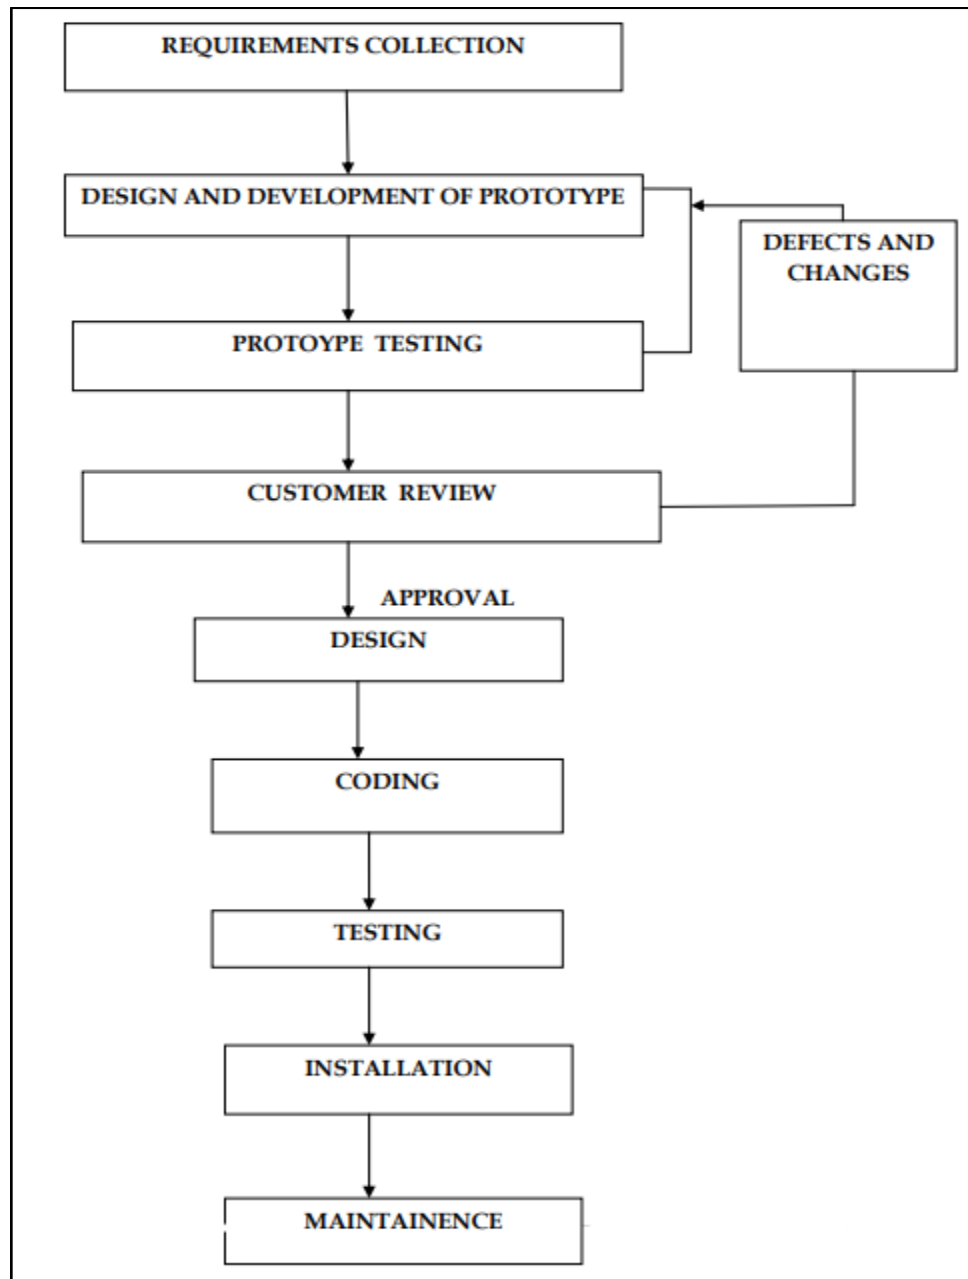 REQUIREMENTS COLLECTION
DESIGN AND DEVELOPMENT OF PROTOTYPE
DEFECTS AND
CHANGES
PROTOYPE TESTING
CUSTOMER REVIEW
APPROVAL
DESIGN
CODING
TESTING
INSTALLATION
MAINTAINENCE